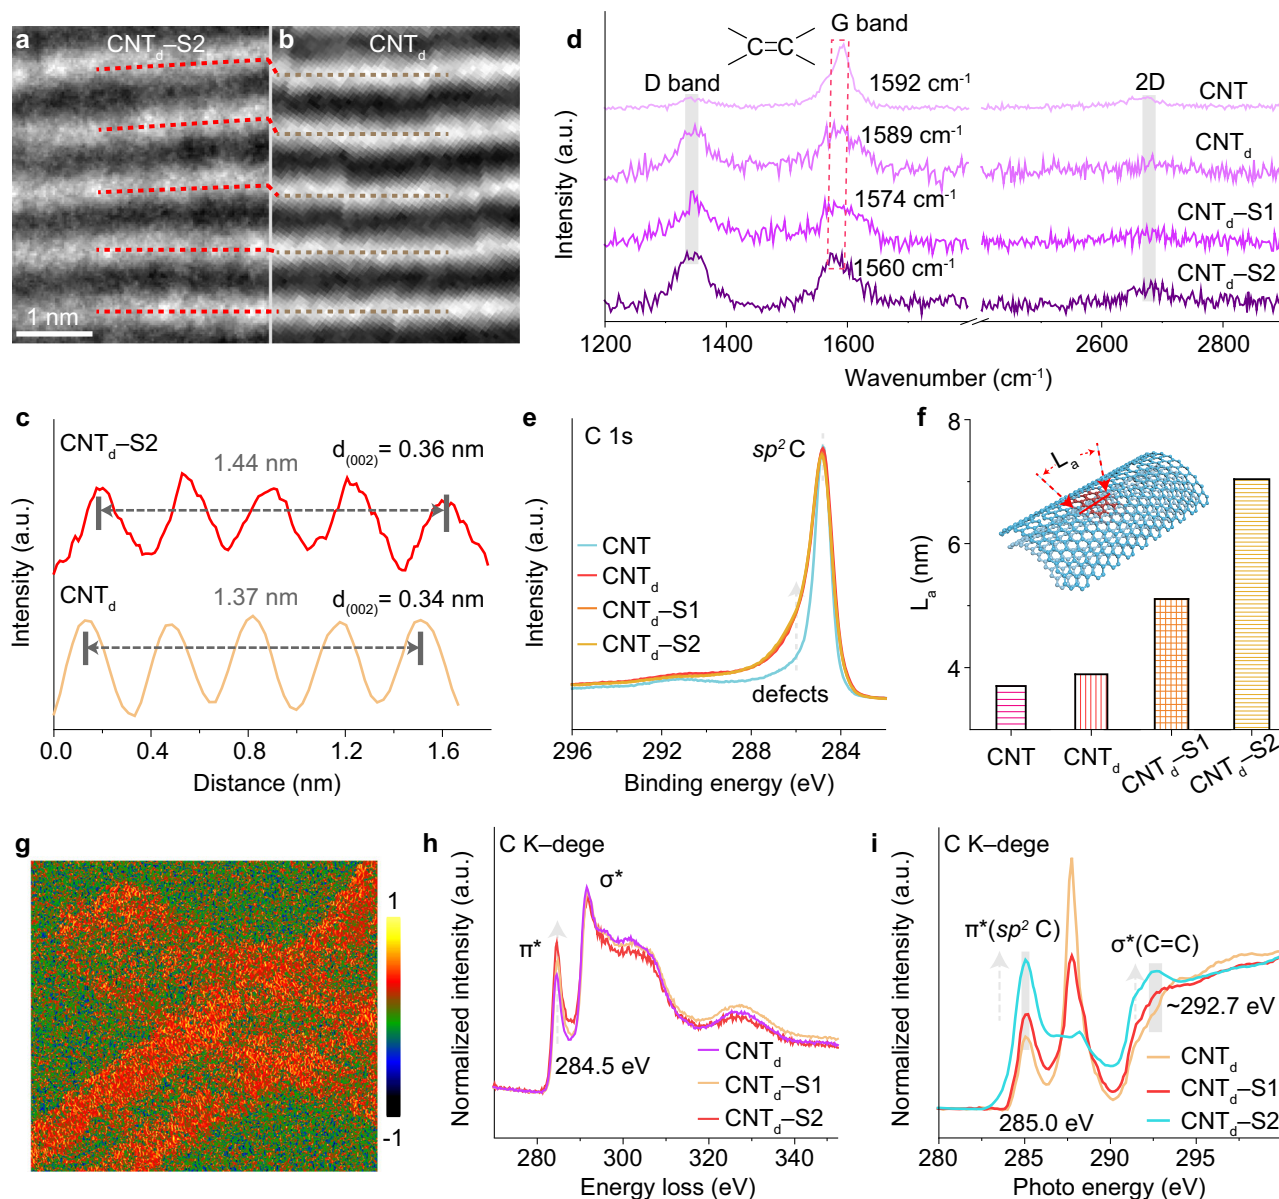 a
CNTd–S2
b
CNTd
1 nm
c
CNTd–S2
1.44 nm
d(002)= 0.36 nm
CNTd
1.37 nm
d(002)= 0.34 nm
Intensity (a.u.)
0.0 0.4 0.8 1.2 1.6
Distance (nm)
d
C=C
G band
D band
1592 cm-1
2D
CNT
1589 cm-1
CNTd
1574 cm-1
CNTd–S1
1560 cm-1
CNTd–S2
Intensity (a.u.)
1200 1400 1600 2600 2800
Wavenumber (cm-1)
e
C 1s
sp2 C
CNT
CNTd
CNTd–S1
CNTd–S2
defects
Intensity (a.u.)
296 292 288 284
Binding energy (eV)
f
8
6
4
La (nm)
La
CNT
CNTd
CNTd–S1
CNTd–S2
g
1
-1
h
C K–dege
σ*
π*
284.5 eV
CNTd
CNTd–S1
CNTd–S2
Normalized intensity (a.u.)
280 300 320 340
Energy loss (eV)
i
C K–dege
π*(sp2 C)
σ*(C=C)
~292.7 eV
285.0 eV
CNTd
CNTd–S1
CNTd–S2
Normalized intensity (a.u.)
280 285 290 295
Photo energy (eV)